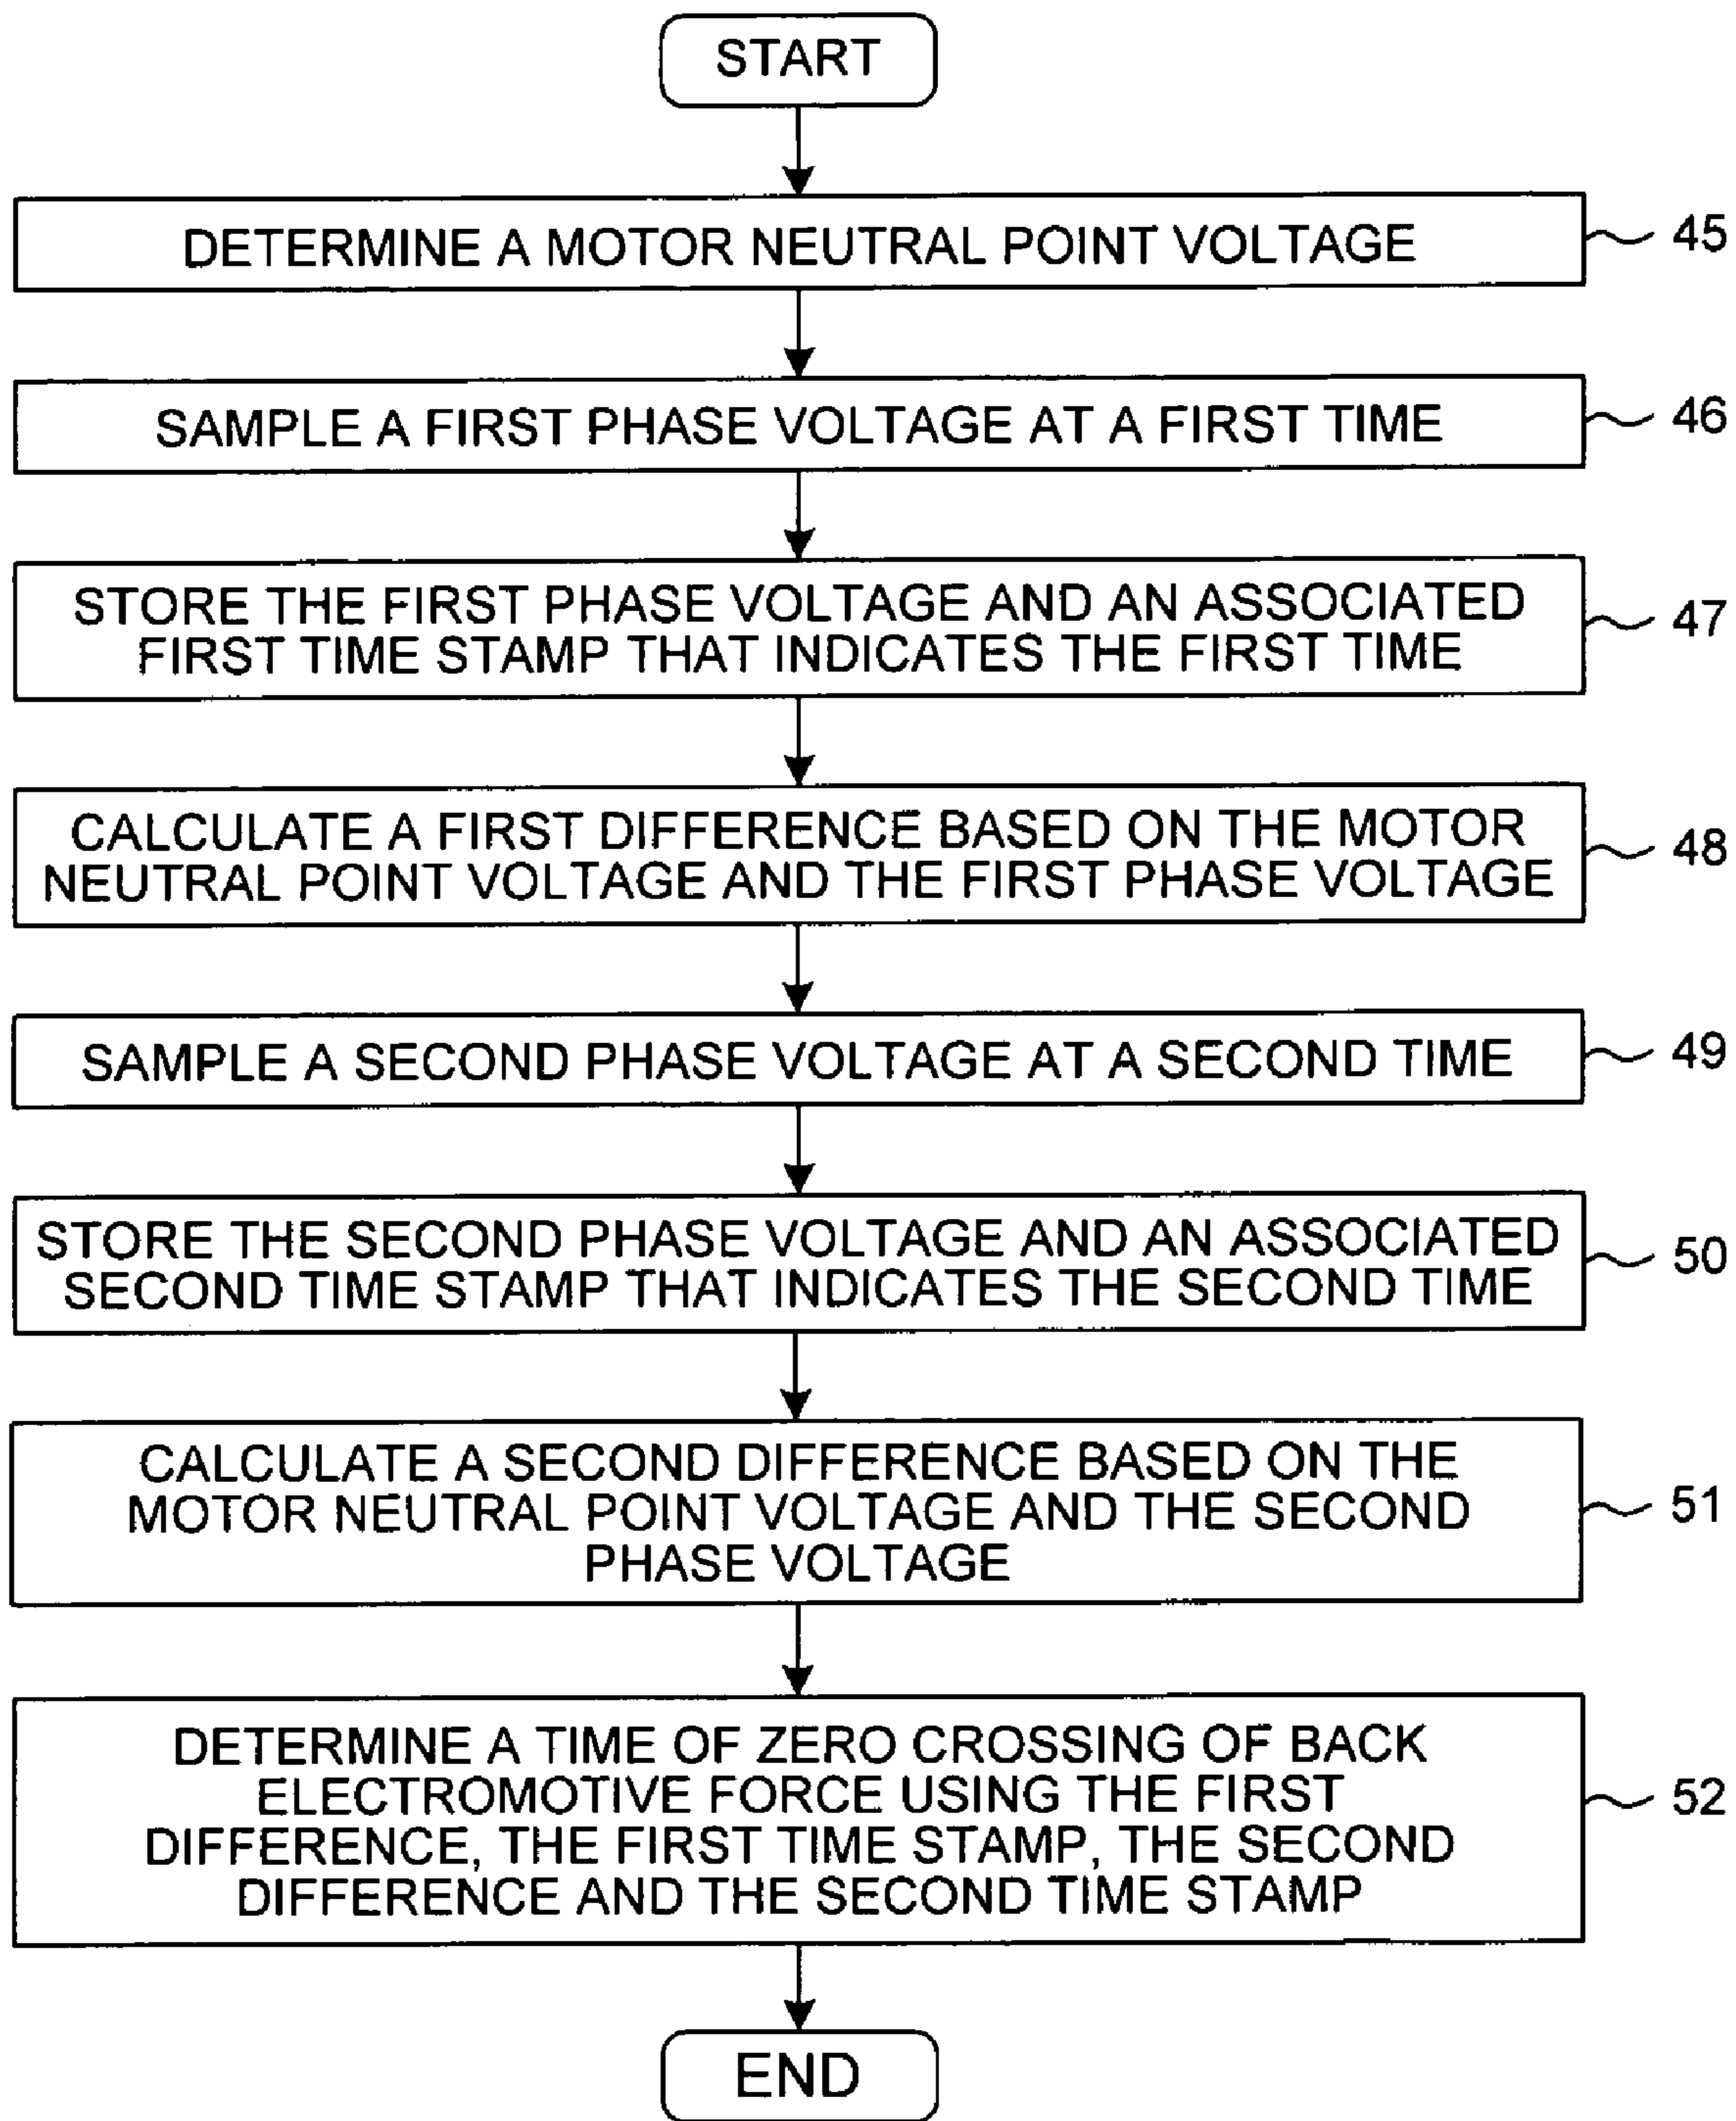 START
DETERMINE A MOTOR NEUTRAL POINT VOLTAGE
45
SAMPLE A FIRST PHASE VOLTAGE AT A FIRST TIME
46
STORE THE FIRST PHASE VOLTAGE AND AN ASSOCIATED
FIRST TIME STAMP THAT INDICATES THE FIRST TIME
47
CALCULATE A FIRST DIFFERENCE BASED ON THE MOTOR
NEUTRAL POINT VOLTAGE AND THE FIRST PHASE VOLTAGE
48
SAMPLE A SECOND PHASE VOLTAGE AT A SECOND TIME
49
STORE THE SECOND PHASE VOLTAGE AND AN ASSOCIATED
SECOND TIME STAMP THAT INDICATES THE SECOND TIME
50
CALCULATE A SECOND DIFFERENCE BASED ON THE
MOTOR NEUTRAL POINT VOLTAGE AND THE SECOND
PHASE VOLTAGE
51
DETERMINE A TIME OF ZERO CROSSING OF BACK
ELECTROMOTIVE FORCE USING THE FIRST
DIFFERENCE, THE FIRST TIME STAMP, THE SECOND
DIFFERENCE AND THE SECOND TIME STAMP
52
END